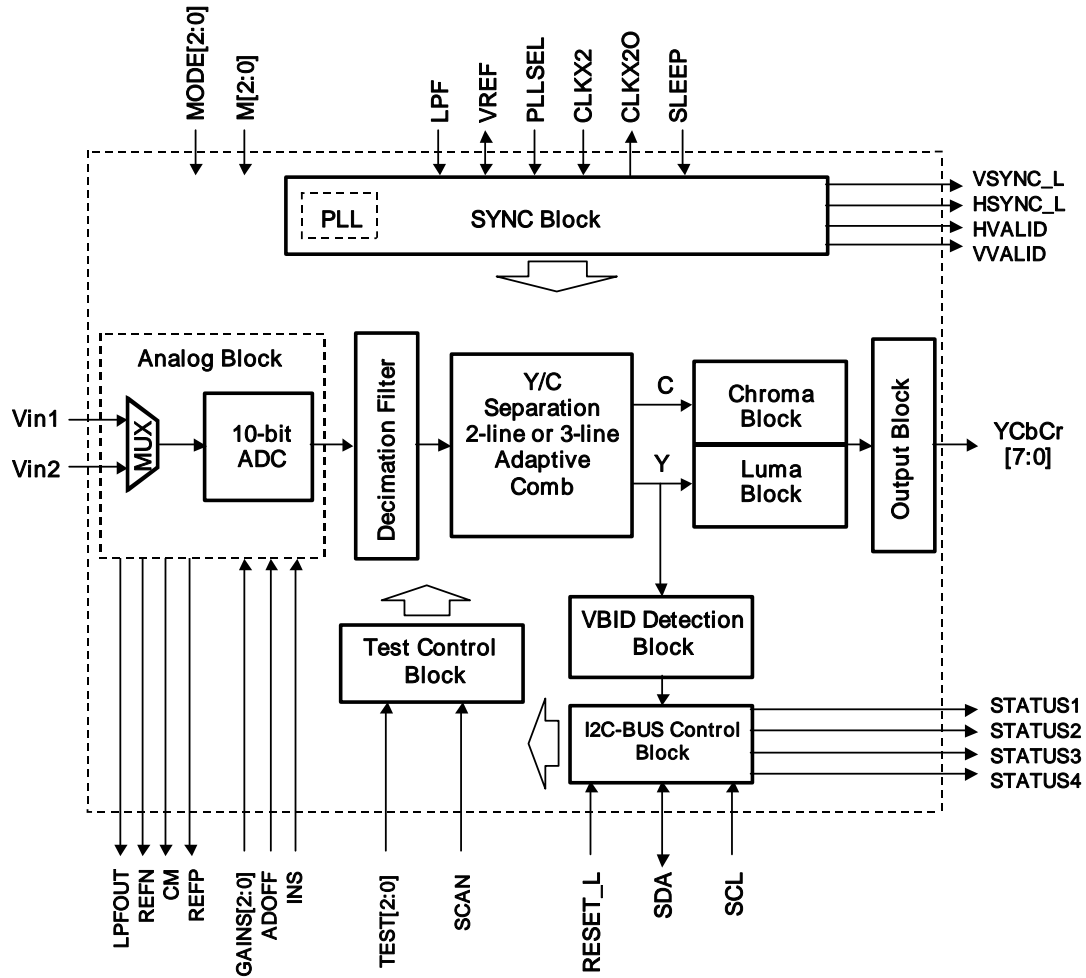 MODE[2:0]
M[2:0]
LPF
VREF
PLLSEL
CLKX2
CLKX2O
SLEEP
PLL
SYNC Block
VSYNC_L
HSYNC_L
HVALID
VVALID
Analog Block
Vin1
Vin2
MUX
10-bit
ADC
Decimation Filter
Y/C
Separation
2-line or 3-line
Adaptive
Comb
C
Y
Chroma
Block
Luma
Block
Output Block
YCbCr
[7:0]
VBID Detection
Block
Test Control
Block
I2C-BUS Control
Block
STATUS1
STATUS2
STATUS3
STATUS4
LPFOUT
REFN
CM
REFP
GAINS[2:0]
ADOFF
INS
TEST[2:0]
SCAN
RESET_L
SDA
SCL